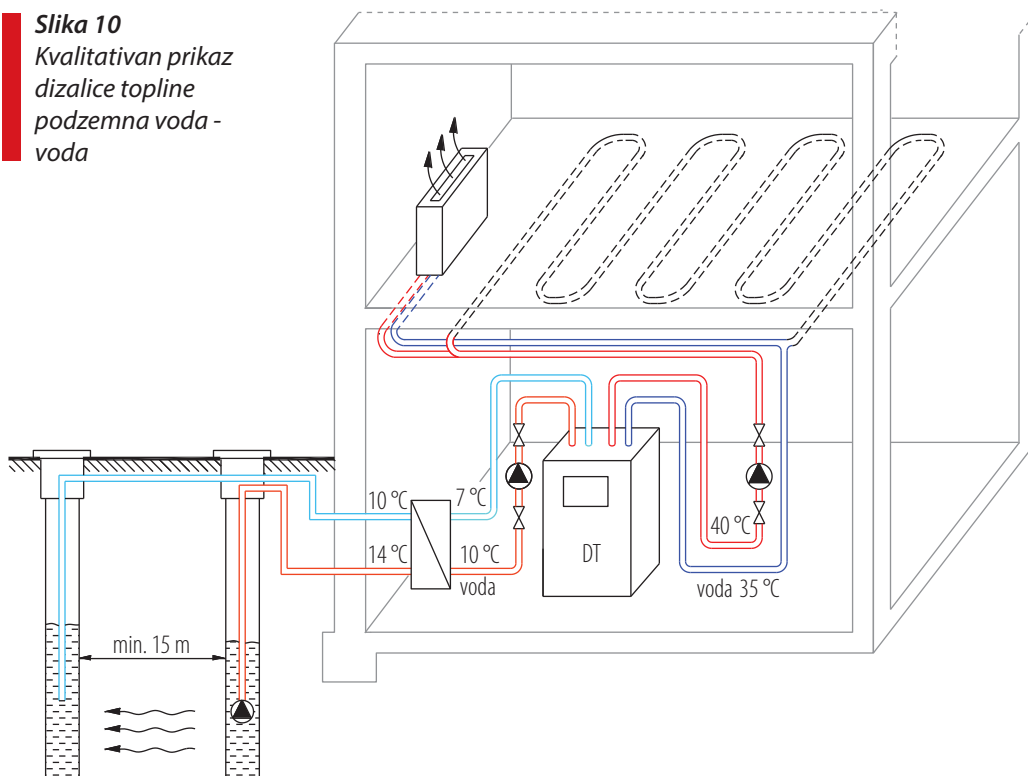 Slika 10
Kvalitativan prikaz
dizalice topline
podzemna voda -
voda
10 °C
7 °C
14 °C
10 °C
voda
DT
40 °C
voda 35 °C
min. 15 m